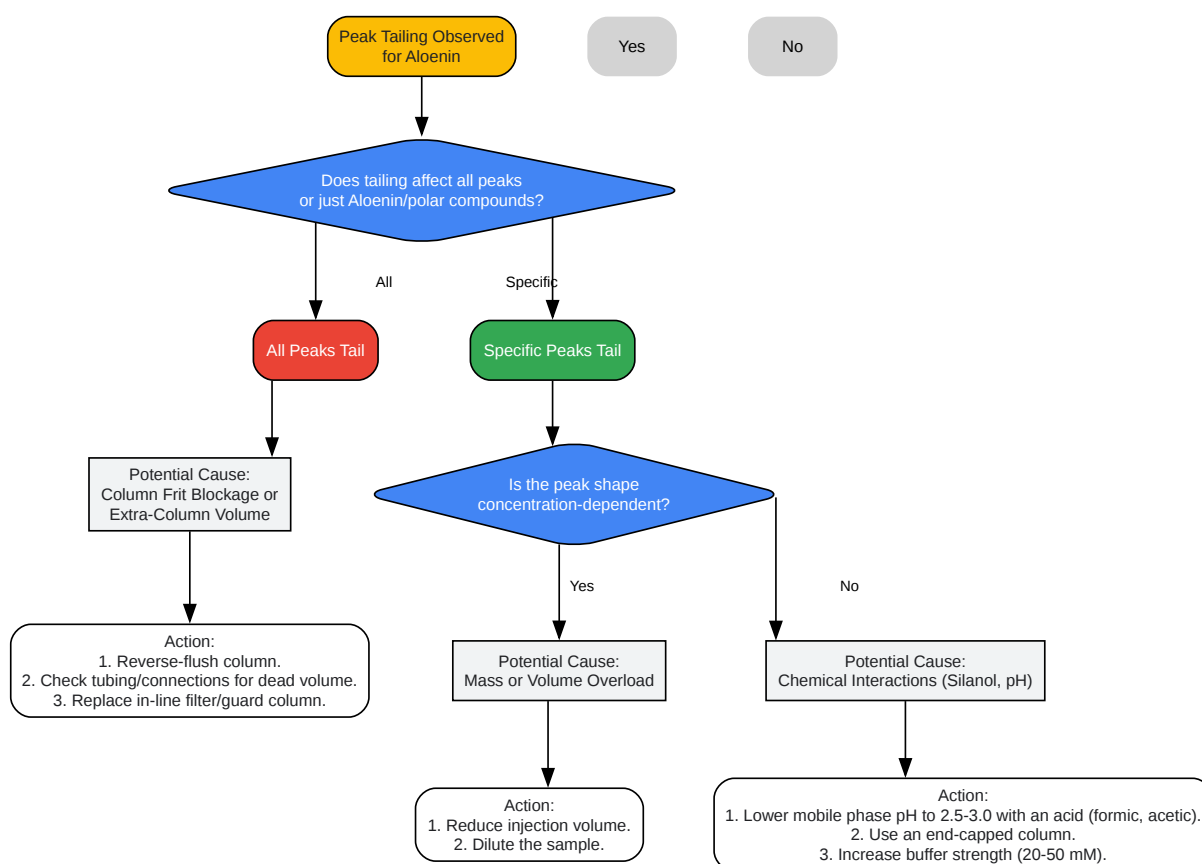 Peak Tailing Observed
for Aloenin
Yes
No
Does tailing affect all peaks
or just Aloenin/polar compounds?
All
Specific
All Peaks Tail
Specific Peaks Tail
Potential Cause:
Column Frit Blockage or
Extra-Column Volume
Is the peak shape
concentration-dependent?
Yes
No
Action:
1. Reverse-flush column.
2. Check tubing/connections for dead volume.
3. Replace in-line filter/guard column.
Potential Cause:
Mass or Volume Overload
Potential Cause:
Chemical Interactions (Silanol, pH)
Action:
1. Reduce injection volume.
2. Dilute the sample.
Action:
1. Lower mobile phase pH to 2.5-3.0 with an acid (formic, acetic).
2. Use an end-capped column.
3. Increase buffer strength (20-50 mM).